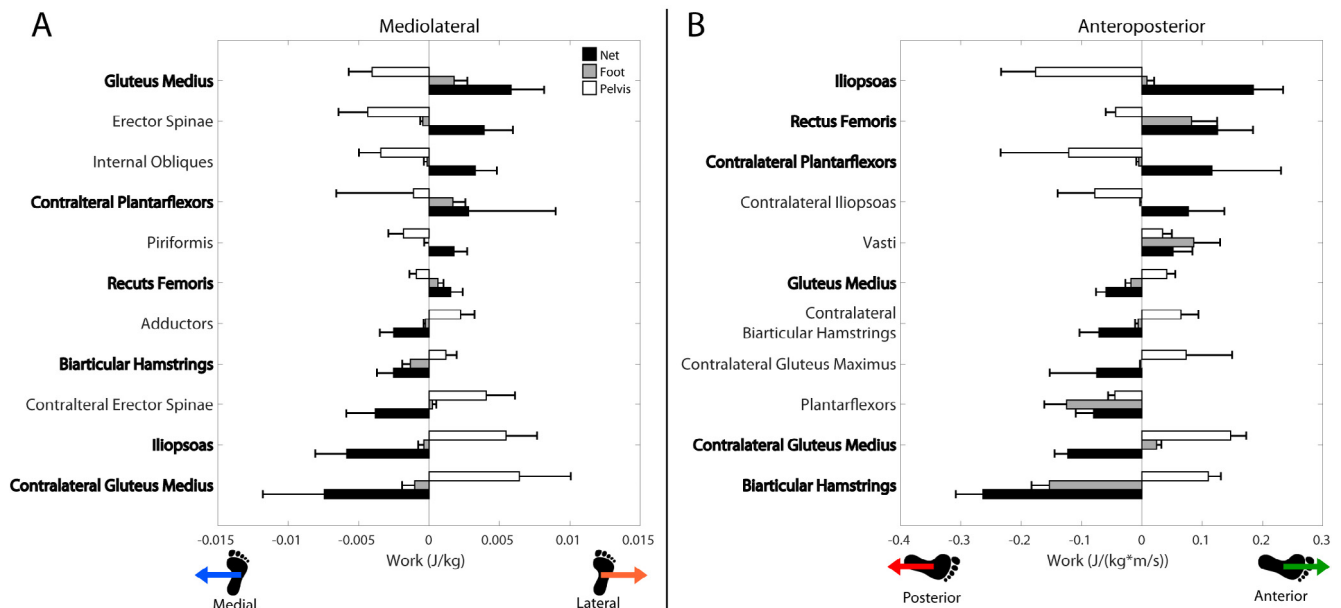 A
Mediolateral
Net
Foot
Pelvis
Gluteus Medius
Erector Spinae
Internal Obliques
Contralteral Plantarflexors
Piriformis
Recuts Femoris
Adductors
Biarticular Hamstrings
Contralteral Erector Spinae
Iliopsoas
Contralateral Gluteus Medius
-0.015 -0.01 -0.005 0 0.005 0.01 0.015
Work (J/kg)
Medial
Lateral
B
Anteroposterior
Iliopsoas
Rectus Femoris
Contralateral Plantarflexors
Contralateral Iliopsoas
Vasti
Gluteus Medius
Contralateral
Biarticular Hamstrings
Contralateral Gluteus Maximus
Plantarflexors
Contralateral Gluteus Medius
Biarticular Hamstrings
-0.4 -0.3 -0.2 -0.1 0 0.1 0.2 0.3
Work (J/(kg*m/s))
Posterior
Anterior